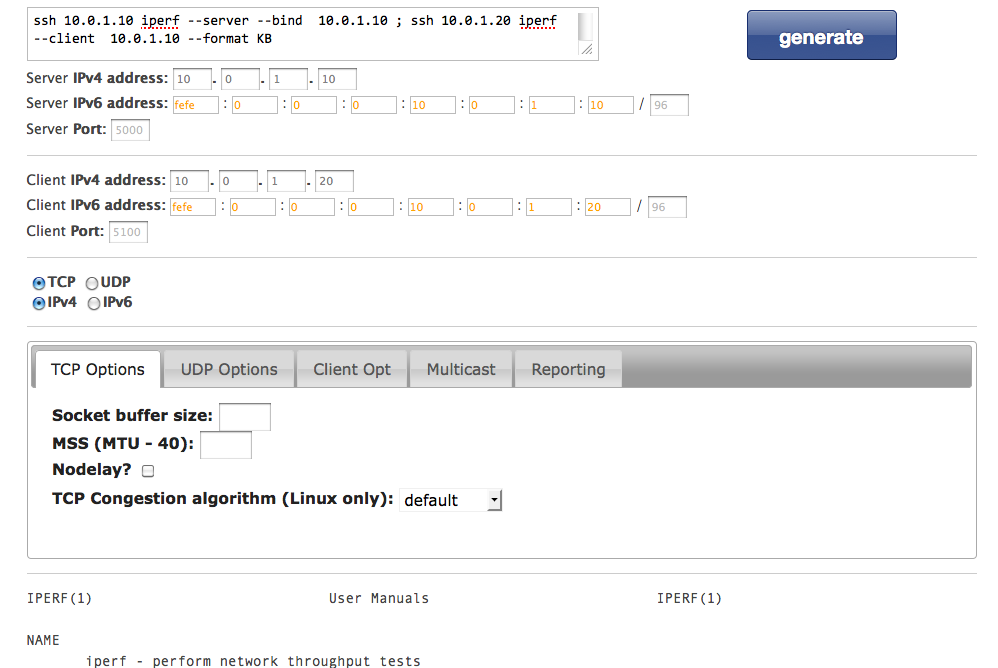 ssh 10.0.1.10 iperf --server --bind  10.0.1.10 ; ssh 10.0.1.20 iperf
--client  10.0.1.10 --format KB
generate
Server IPv4 address: 10 . 0 . 1 . 10
Server IPv6 address: fefe : 0 : 0 : 0 : 10 : 0 : 1 : 10 / 96
Server Port: 5000
Client IPv4 address: 10 . 0 . 1 . 20
Client IPv6 address: fefe : 0 : 0 : 0 : 10 : 0 : 1 : 20 / 96
Client Port: 5100
TCP UDP
IPv4 IPv6
TCP Options UDP Options Client Opt Multicast Reporting
Socket buffer size:
MSS (MTU - 40):
Nodelay?
TCP Congestion algorithm (Linux only): default
IPERF(1) User Manuals IPERF(1)
NAME
iperf - perform network throughput tests